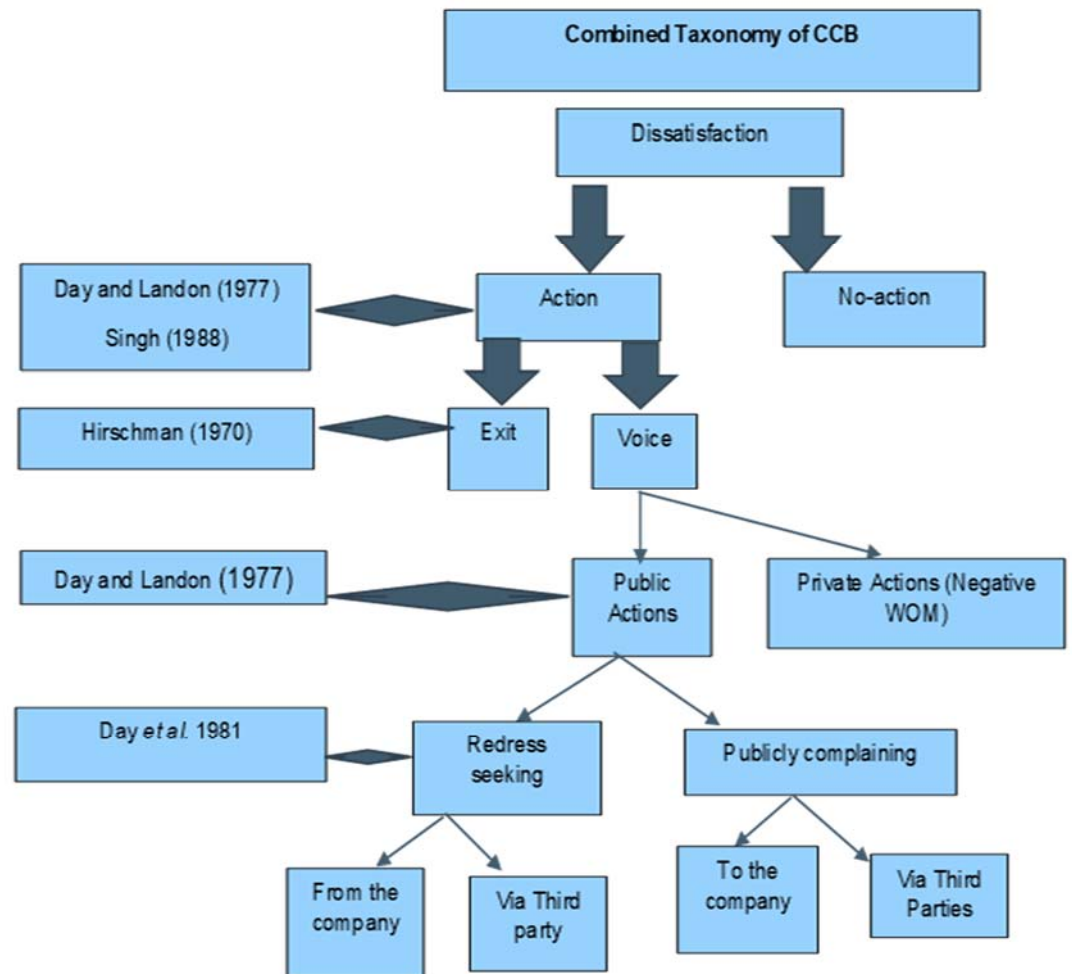 Combined Taxonomy of CCB
Dissatisfaction
Day and Landon (1977)
Singh (1988)
Action
No-action
Hirschman (1970)
Exit
Voice
Day and Landon (1977)
Public
Actions
Private Actions (Negative
WOM)
Day et al. 1981
Redress
seeking
Publicly complaining
From the
company
Via Third
party
To the
company
Via Third
Parties